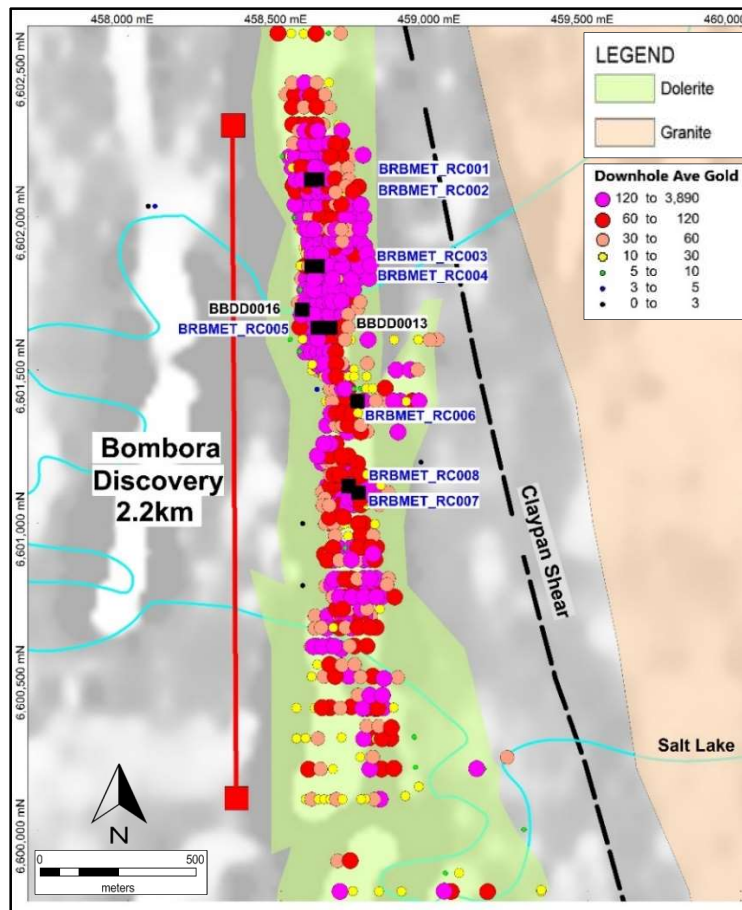 458,000 mE
458,500 mE
459,000 mE
459,500 mE
460,000
6,602,500 mN
6,602,000 mN
6,601,500 mN
6,601,000 mN
6,600,500 mN
6,600,000 mN
LEGEND
Dolerite
Granite
Downhole Ave Gold
120 to 3,890
60 to 120
30 to 60
10 to 30
5 to 10
3 to 5
0 to 3
BRBMET_RC001
BRBMET_RC002
BRBMET_RC003
BRBMET_RC004
BBDD0016
BRBMET_RC005
BBDD0013
BRBMET_RC006
BRBMET_RC008
BRBMET_RC007
Bombora
Discovery
2.2km
Claypan Shear
Salt Lake
N
0 500
meters